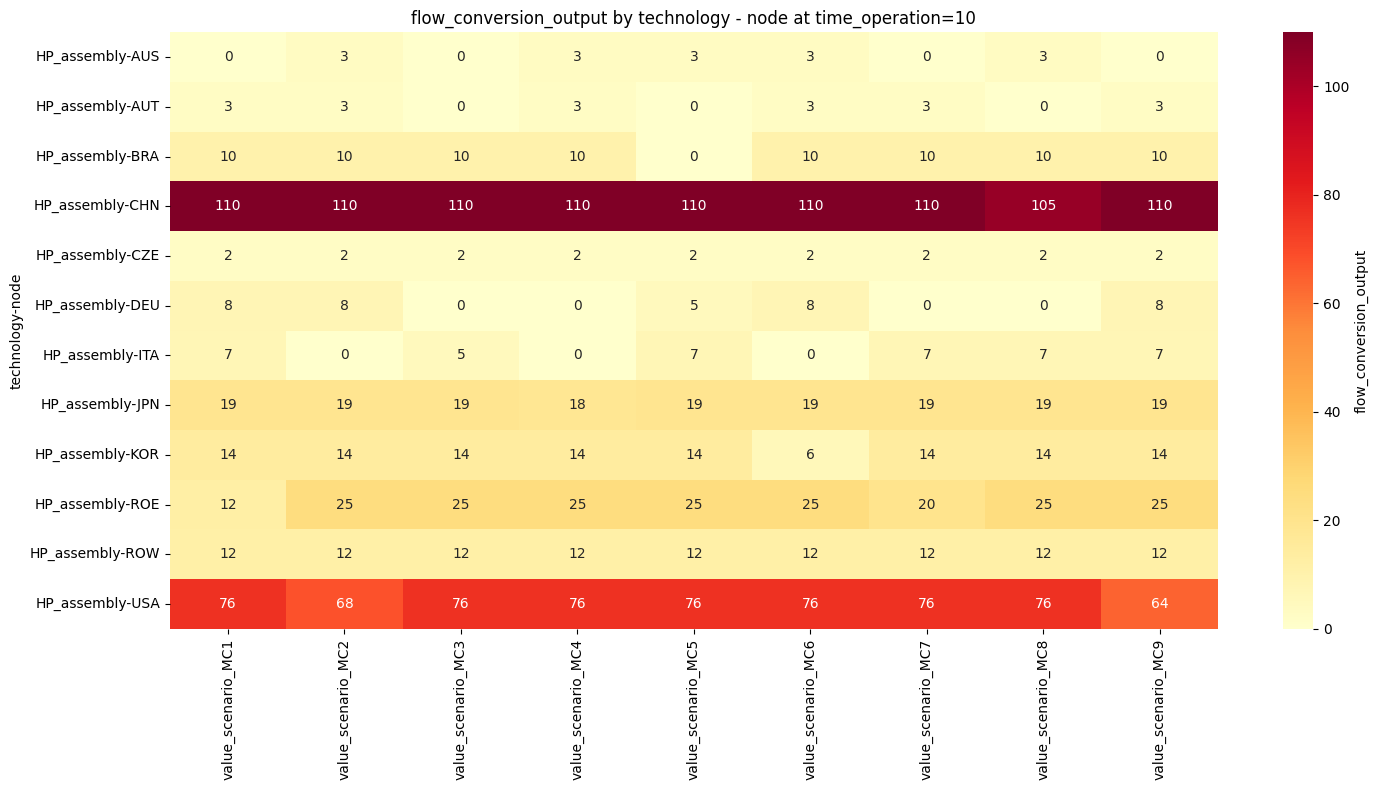 flow_conversion_output by technology - node at time_operation=10
technology-node
HP_assembly-AUS 0 3 0 3 3 3 0 3 0
HP_assembly-AUT 3 3 0 3 0 3 3 0 3
HP_assembly-BRA 10 10 10 10 0 10 10 10 10
HP_assembly-CHN 110 110 110 110 110 110 110 105 110
HP_assembly-CZE 2 2 2 2 2 2 2 2 2
HP_assembly-DEU 8 8 0 0 5 8 0 0 8
HP_assembly-ITA 7 0 5 0 7 0 7 7 7
HP_assembly-JPN 19 19 19 18 19 19 19 19 19
HP_assembly-KOR 14 14 14 14 14 6 14 14 14
HP_assembly-ROE 12 25 25 25 25 25 20 25 25
HP_assembly-ROW 12 12 12 12 12 12 12 12 12
HP_assembly-USA 76 68 76 76 76 76 76 76 64
value_scenario_MC1
value_scenario_MC2
value_scenario_MC3
value_scenario_MC4
value_scenario_MC5
value_scenario_MC6
value_scenario_MC7
value_scenario_MC8
value_scenario_MC9
100
80
60
40
20
0
flow_conversion_output